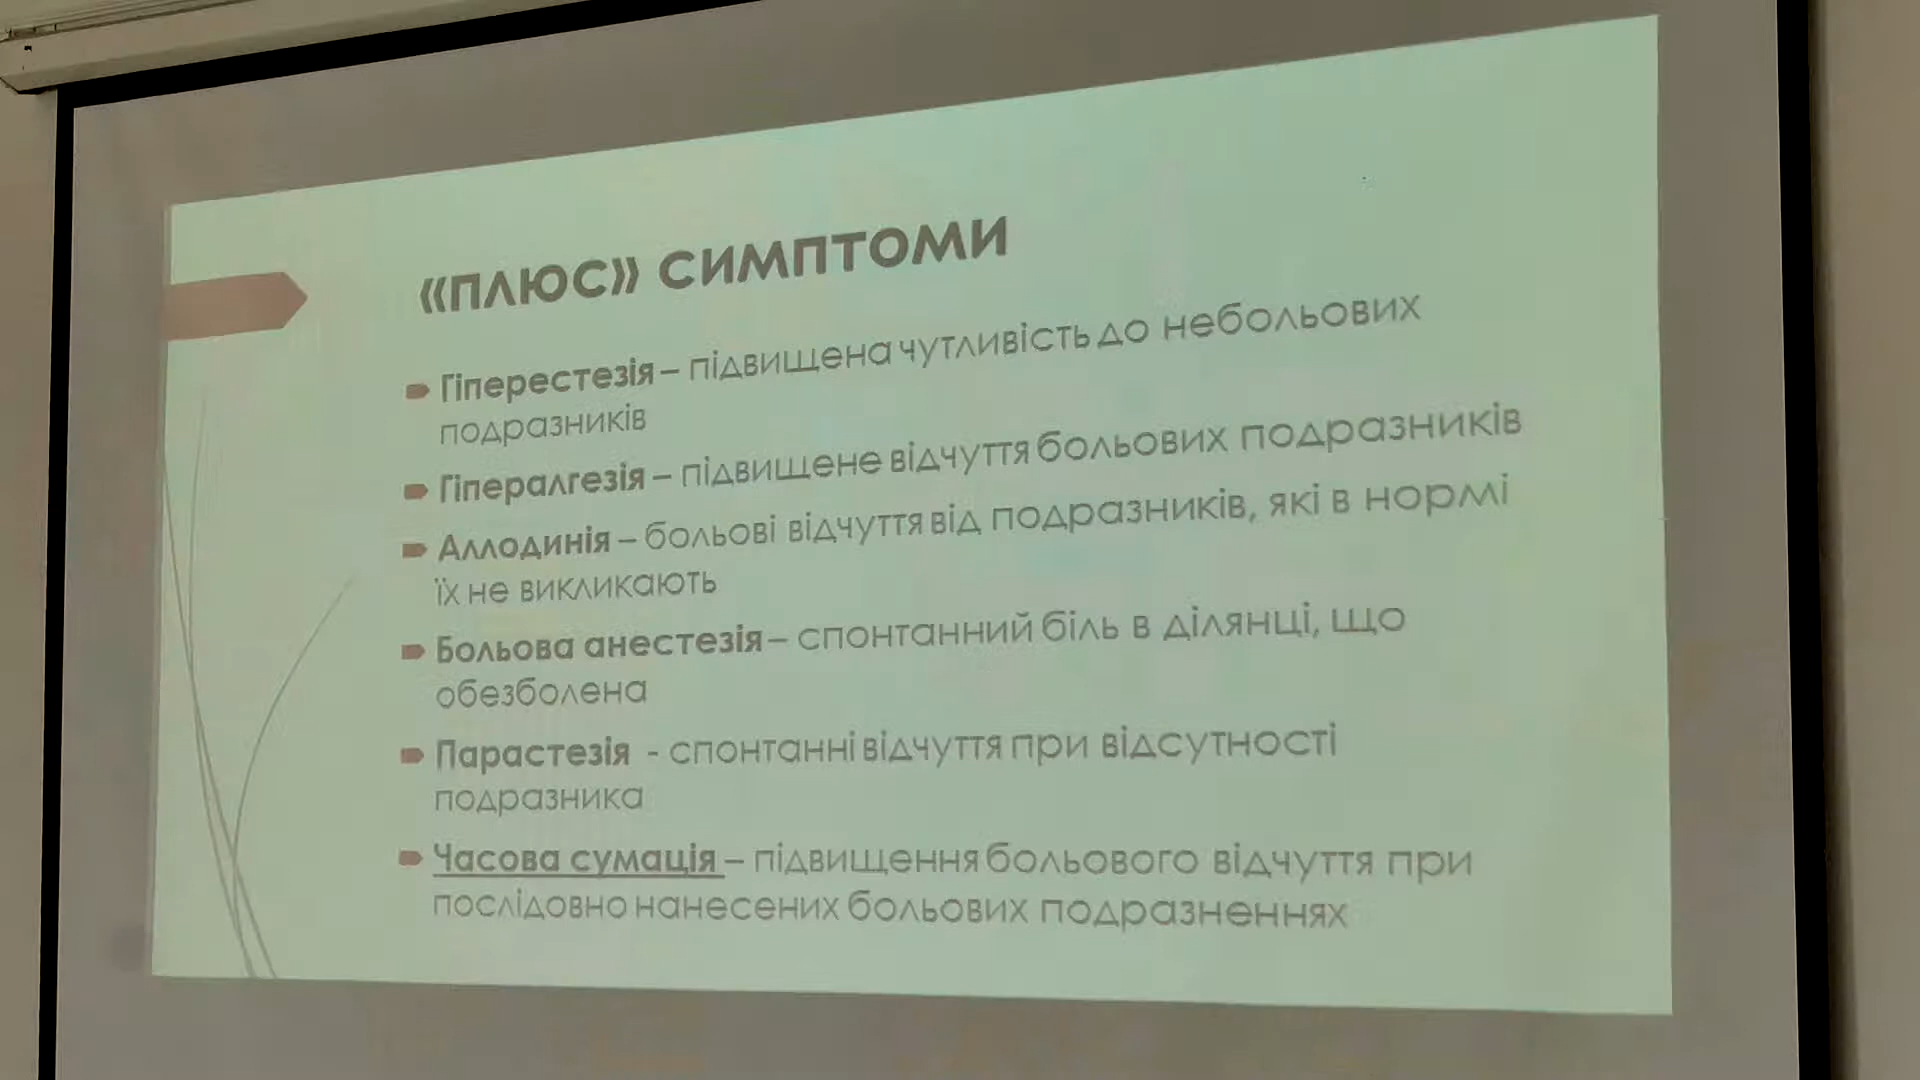 «ПЛЮС» СИМПТОМИ
Гіперестезія – підвищена чутливість до небольових
подразників
Гіпералгезія – підвищене відчуття больових подразників
Аллодинія – больові відчуття від подразників, які в нормі
їх не викликають
Больова анестезія – спонтанний біль в ділянці, що
обезболена
Парастезія - спонтанні відчуття при відсутності
подразника
Часова сумація – підвищення больового відчуття при
послідовно нанесених больових подразненнях